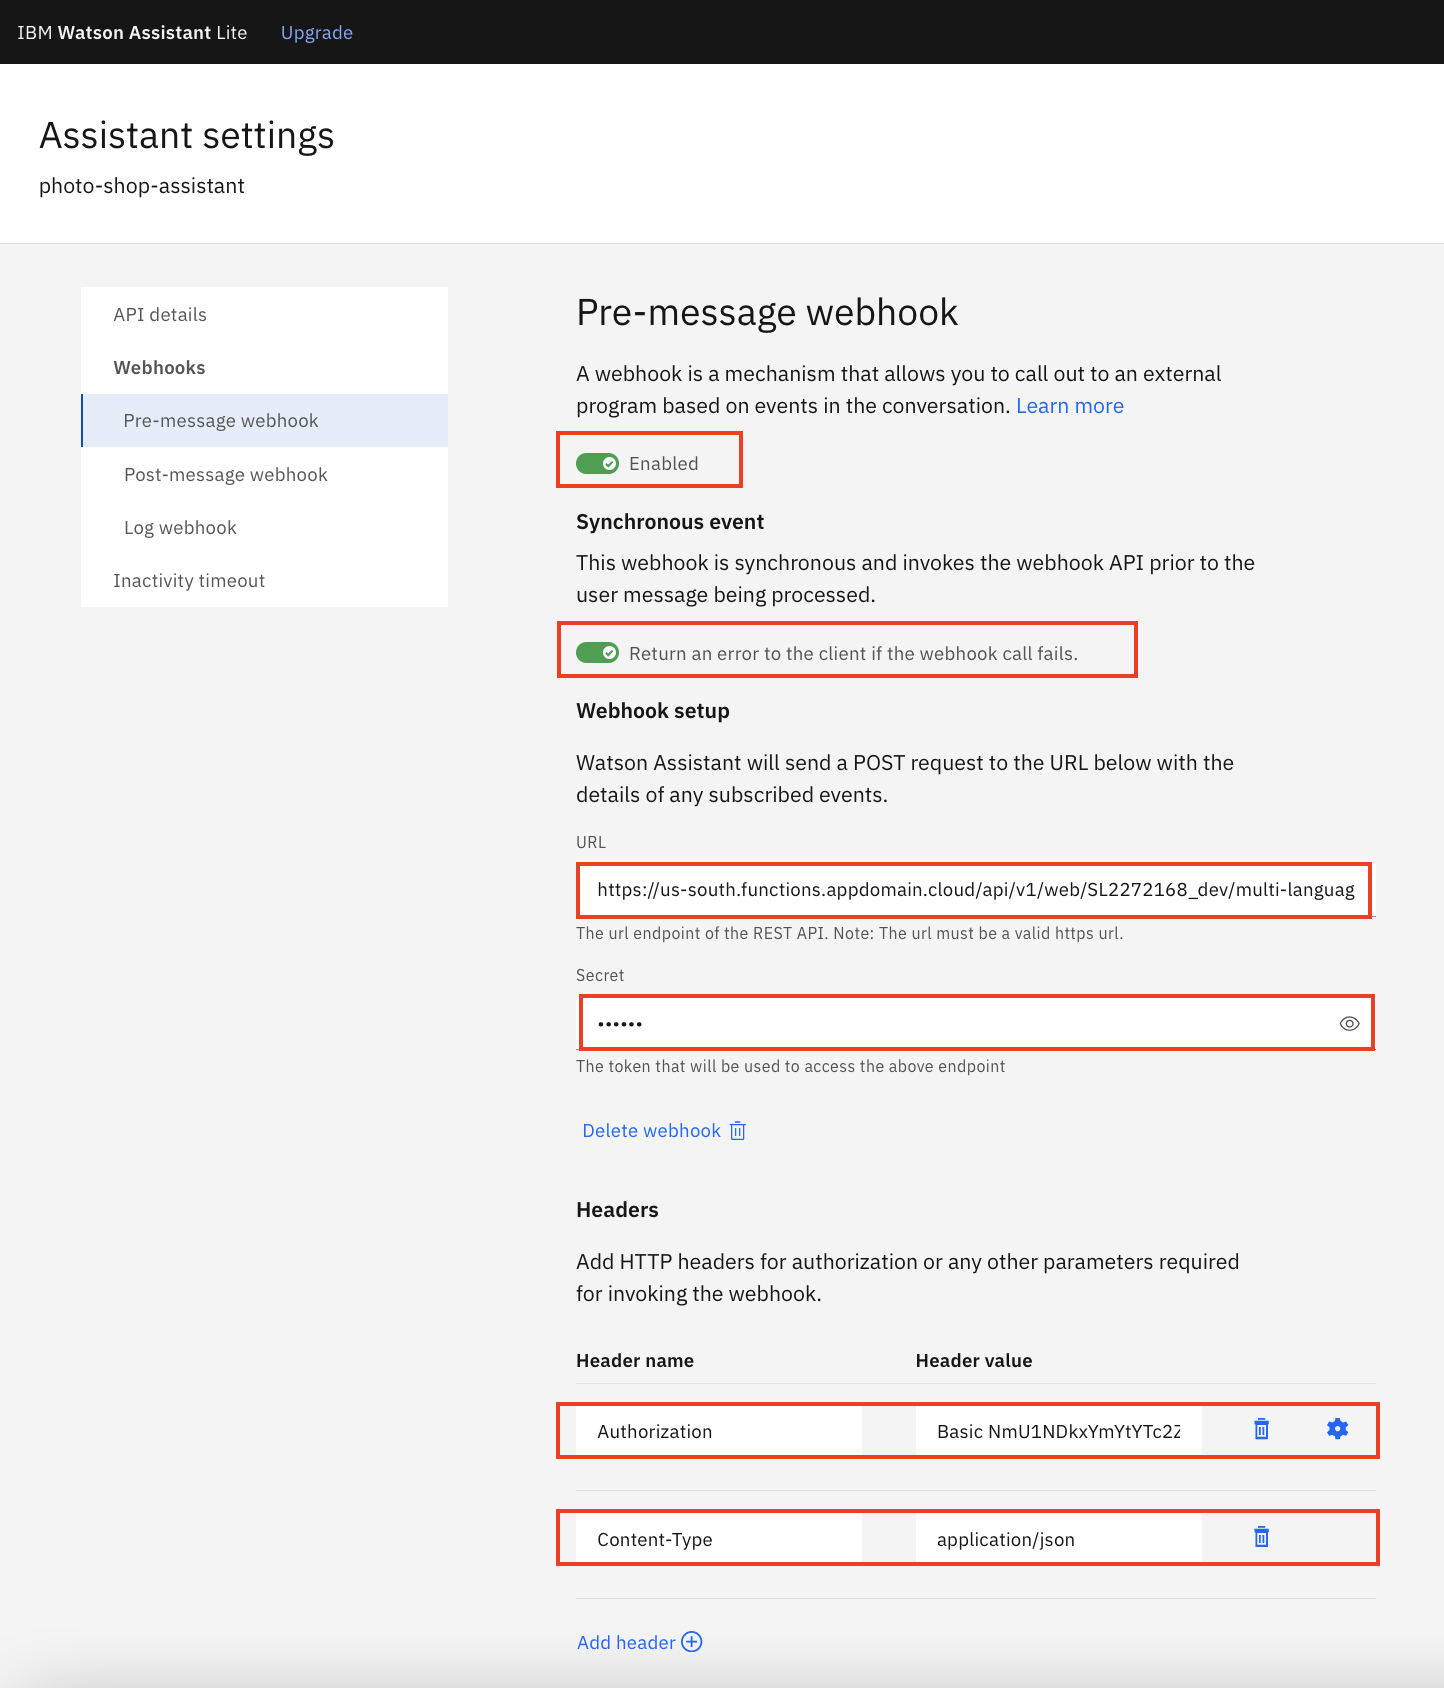 IBM Watson Assistant Lite Upgrade
Assistant settings
photo-shop-assistant
API details
Webhooks
Pre-message webhook
Post-message webhook
Log webhook
Inactivity timeout
Pre-message webhook
A webhook is a mechanism that allows you to call out to an external
program based on events in the conversation. Learn more
Enabled
Synchronous event
This webhook is synchronous and invokes the webhook API prior to the
user message being processed.
Return an error to the client if the webhook call fails.
Webhook setup
Watson Assistant will send a POST request to the URL below with the
details of any subscribed events.
URL
https://us-south.functions.appdomain.cloud/api/v1/web/SL2272168_dev/multi-languag
The url endpoint of the REST API. Note: The url must be a valid https url.
Secret
••••••
The token that will be used to access the above endpoint
Delete webhook
Headers
Add HTTP headers for authorization or any other parameters required
for invoking the webhook.
Header name Header value
Authorization Basic NmU1NDkxYmYtYTc2Z
Content-Type application/json
Add header